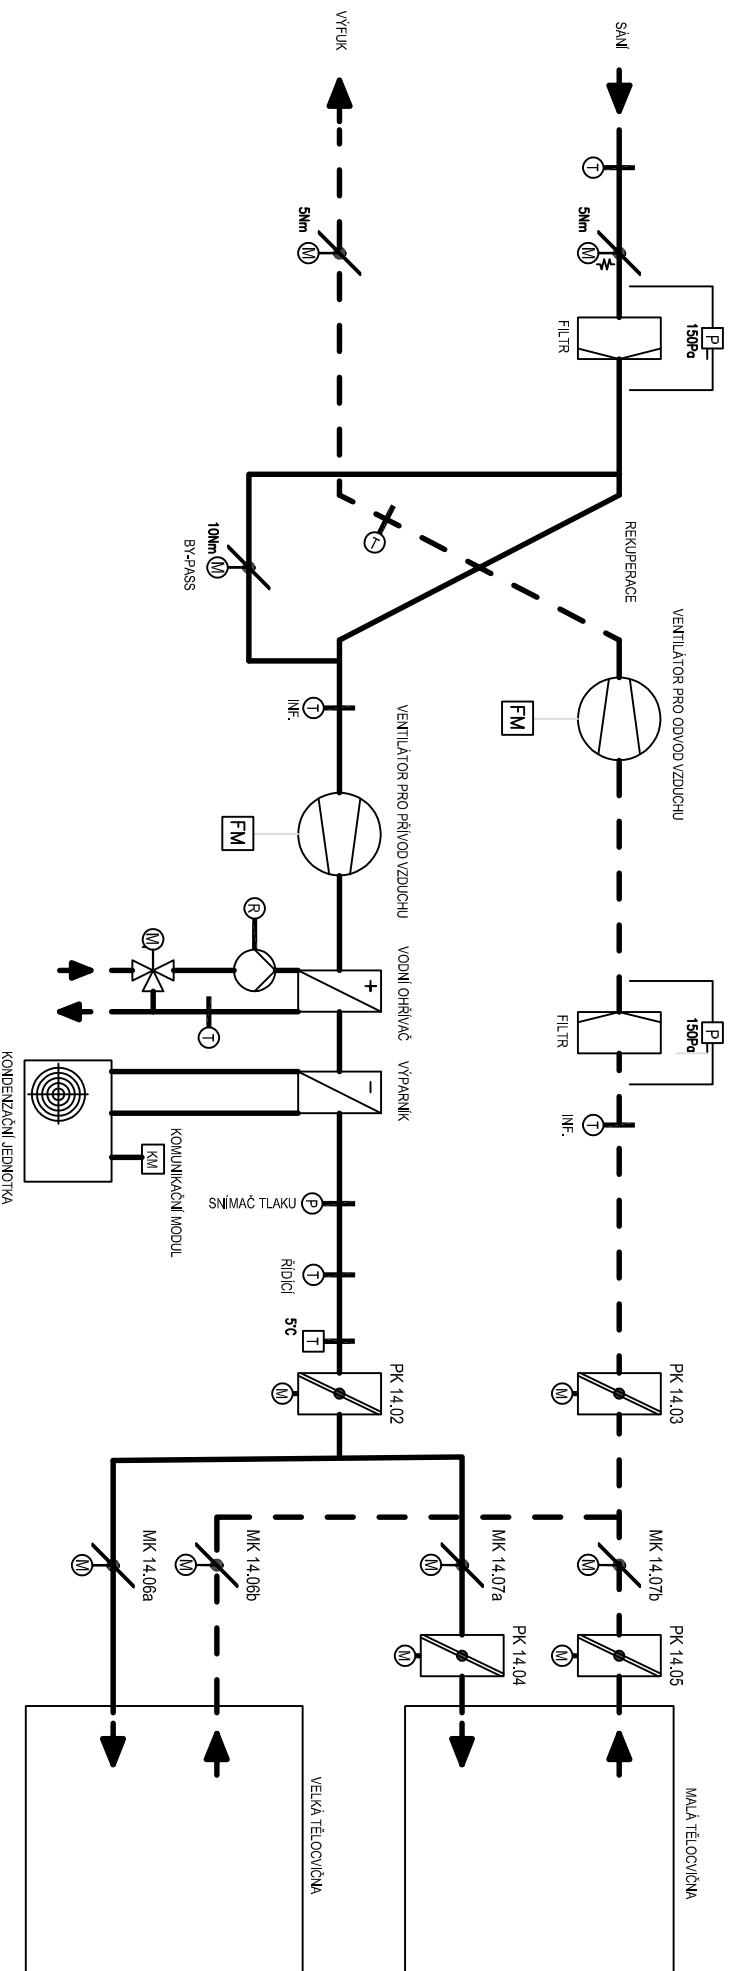 SÁNÍ
VÝFUK
T
5Nm
M
5Nm
M
P
150Pa
FILTR
REKUPERACE
T
10Nm
M
BY-PASS
VENTILÁTOR PRO ODVOD VZDUCHU
FM
T
INF.
VENTILÁTOR PRO PŘÍVOD VZDUCHU
FM
R
M
T
VODNÍ OHŘÍVAČ
+
P
150Pa
FILTR
VÝPARNÍK
-
T
INF.
KONDENZAČNÍ JEDNOTKA
KM
KOMUNIKAČNÍ MODUL
P
SNÍMAČ TLAKU
T
ŘÍDÍCÍ
T
5°C
PK 14.02
M
PK 14.03
M
MK 14.06a
M
MK 14.06b
M
MK 14.07a
M
MK 14.07b
M
PK 14.04
M
PK 14.05
M
VELKÁ TĚLOCVIČNA
MALÁ TĚLOCVIČNA